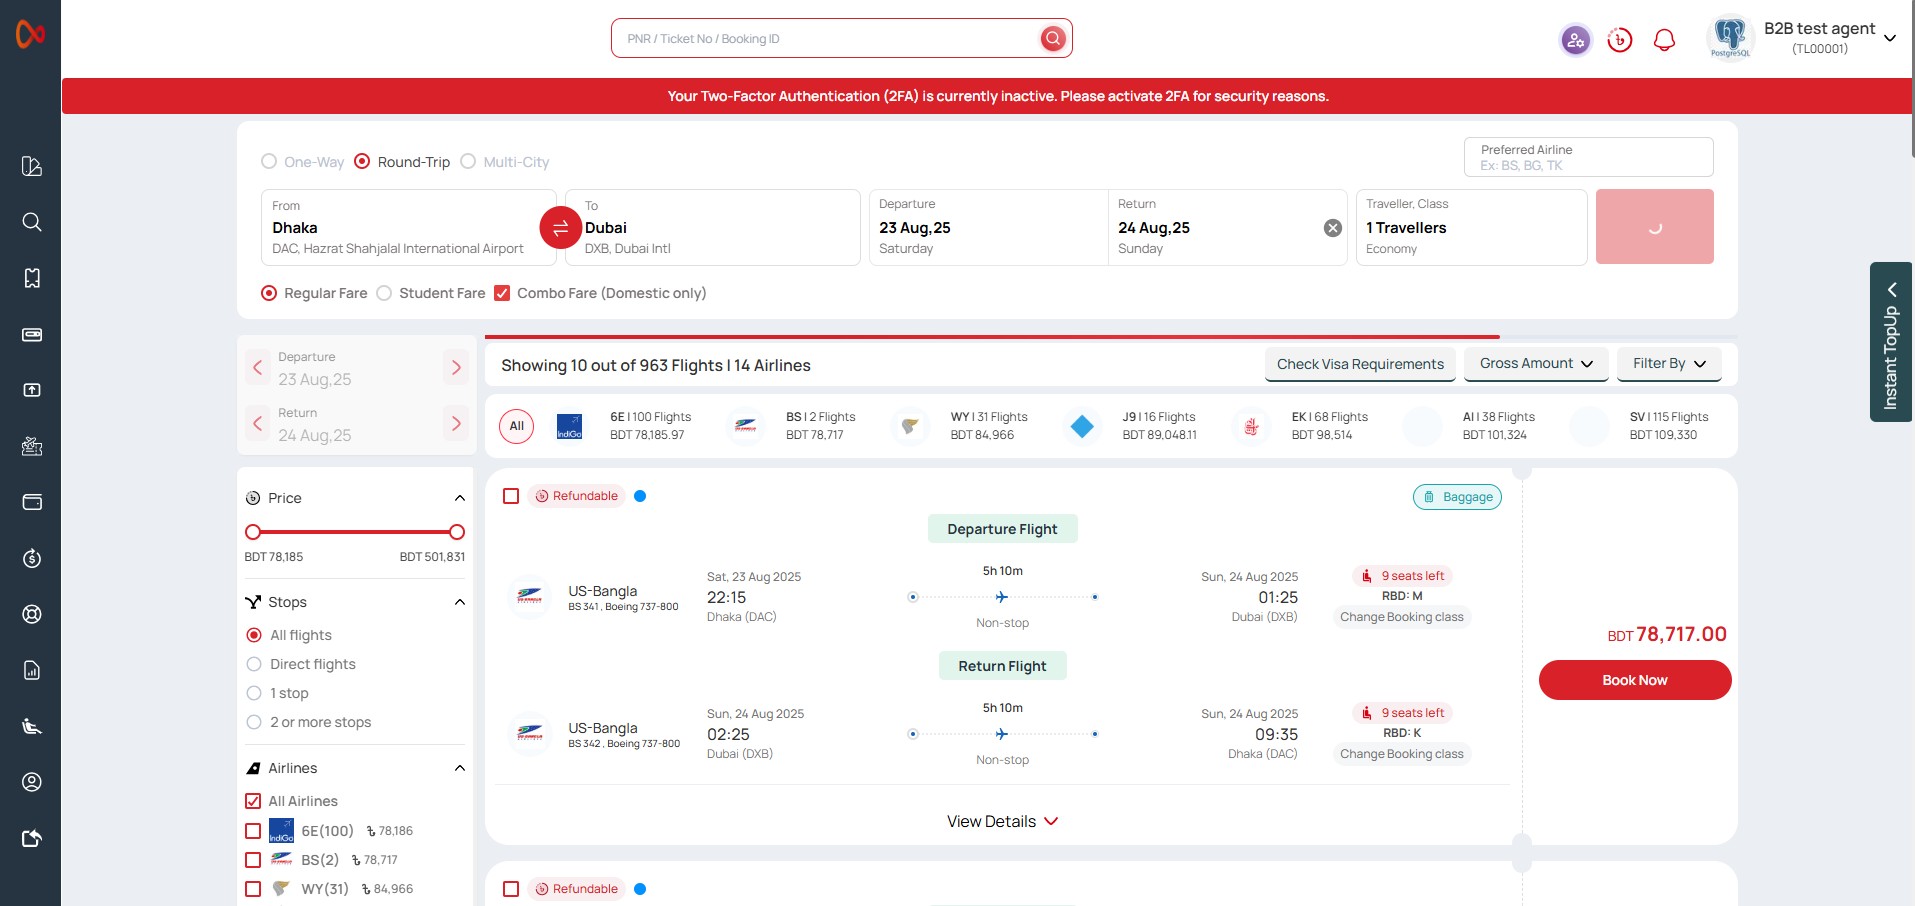 PNR / Ticket No / Booking ID
PostgreSQL
B2B test agent
(TL00001)
Your Two-Factor Authentication (2FA) is currently inactive. Please activate 2FA for security reasons.
One-Way
Round-Trip
Multi-City
Preferred Airline
Ex: BS, BG, TK
From
Dhaka
DAC, Hazrat Shahjalal International Airport
To
Dubai
DXB, Dubai Intl
Departure
23 Aug,25
Saturday
Return
24 Aug,25
Sunday
Traveller, Class
1 Travellers
Economy
Regular Fare
Student Fare
Combo Fare (Domestic only)
Instant TopUp
Departure
23 Aug,25
Return
24 Aug,25
Showing 10 out of 963 Flights | 14 Airlines
Check Visa Requirements
Gross Amount
Filter By
All
IndiGo
6E | 100 Flights
BDT 78,185.97
BS | 2 Flights
BDT 78,717
WY | 31 Flights
BDT 84,966
J9 | 16 Flights
BDT 89,048.11
EK | 68 Flights
BDT 98,514
AI | 38 Flights
BDT 101,324
SV | 115 Flights
BDT 109,330
Price
BDT 78,185
BDT 501,831
Stops
All flights
Direct flights
1 stop
2 or more stops
Airlines
All Airlines
IndiGo
6E(100) ৳ 78,186
BS(2) ৳ 78,717
WY(31) ৳ 84,966
Refundable
Baggage
Departure Flight
US-Bangla
BS 341 , Boeing 737-800
Sat, 23 Aug 2025
22:15
Dhaka (DAC)
5h 10m
Non-stop
Sun, 24 Aug 2025
01:25
Dubai (DXB)
9 seats left
RBD: M
Change Booking class
Return Flight
US-Bangla
BS 342 , Boeing 737-800
Sun, 24 Aug 2025
02:25
Dubai (DXB)
5h 10m
Non-stop
Sun, 24 Aug 2025
09:35
Dhaka (DAC)
9 seats left
RBD: K
Change Booking class
BDT 78,717.00
Book Now
View Details
Refundable